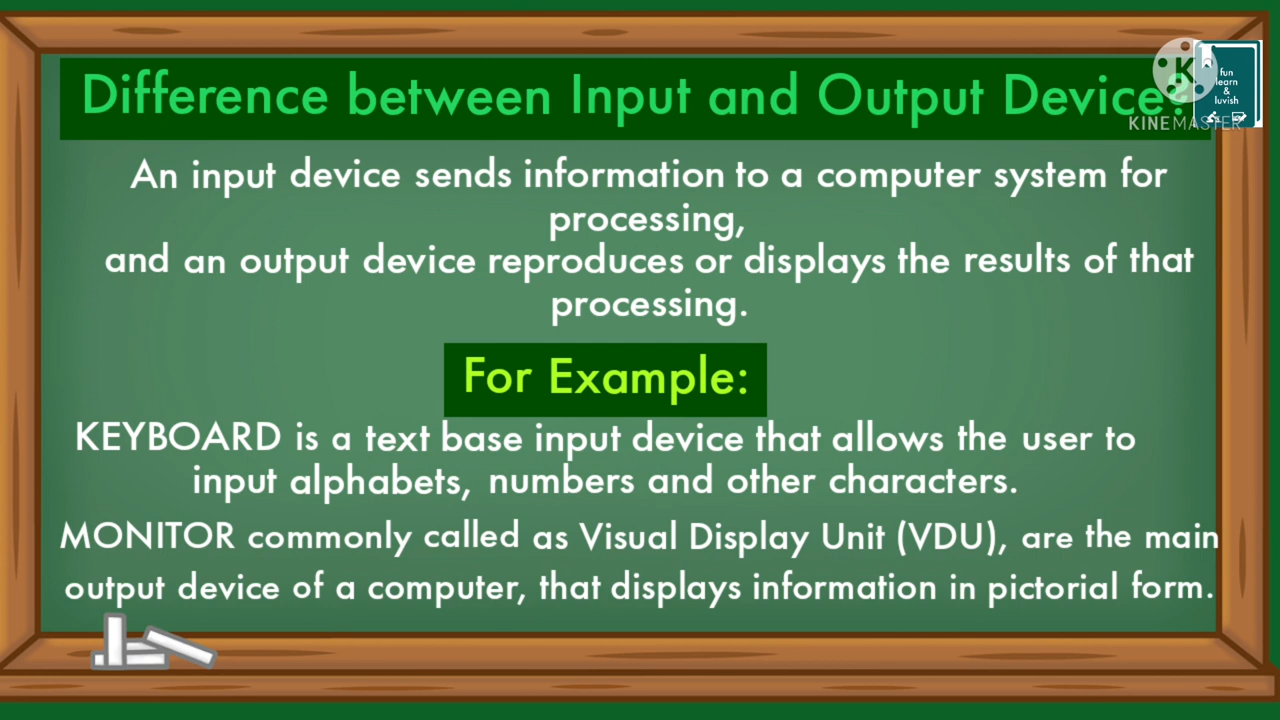 Difference between Input and Output Devices
K
KINEMASTER
fun
learn
&
luvish
An input device sends information to a computer system for
processing,
and an output device reproduces or displays the results of that
processing.
For Example:
KEYBOARD is a text base input device that allows the user to
input alphabets, numbers and other characters.
MONITOR commonly called as Visual Display Unit (VDU), are the main
output device of a computer, that displays information in pictorial form.